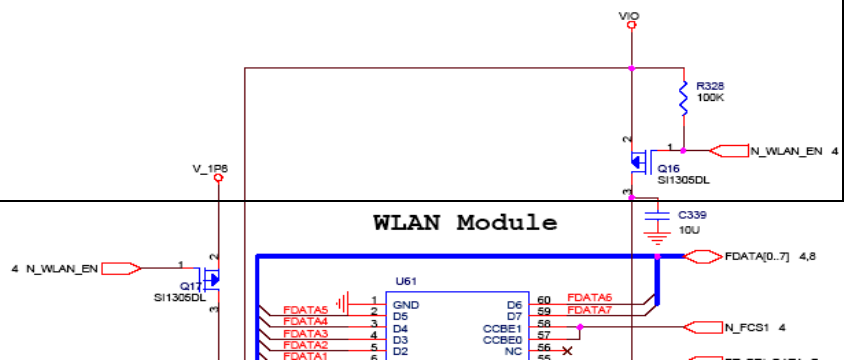 VIO
R328
100K
2
1
N_WLAN_EN 4
Q16
SI1305DL
3
V_1P8
WLAN Module
C339
10U
2
FDATA[0..7] 4,8
4 N_WLAN_EN
1
Q17
SI1305DL
3
U61
FDATA5 1 GND D6 60 FDATA6
FDATA4 2 D5 D7 59 FDATA7
FDATA3 3 D4 CCBE1 58 N_FCS1 4
FDATA2 4 D3 CCBE0 57
FDATA1 5 D2 NC 56